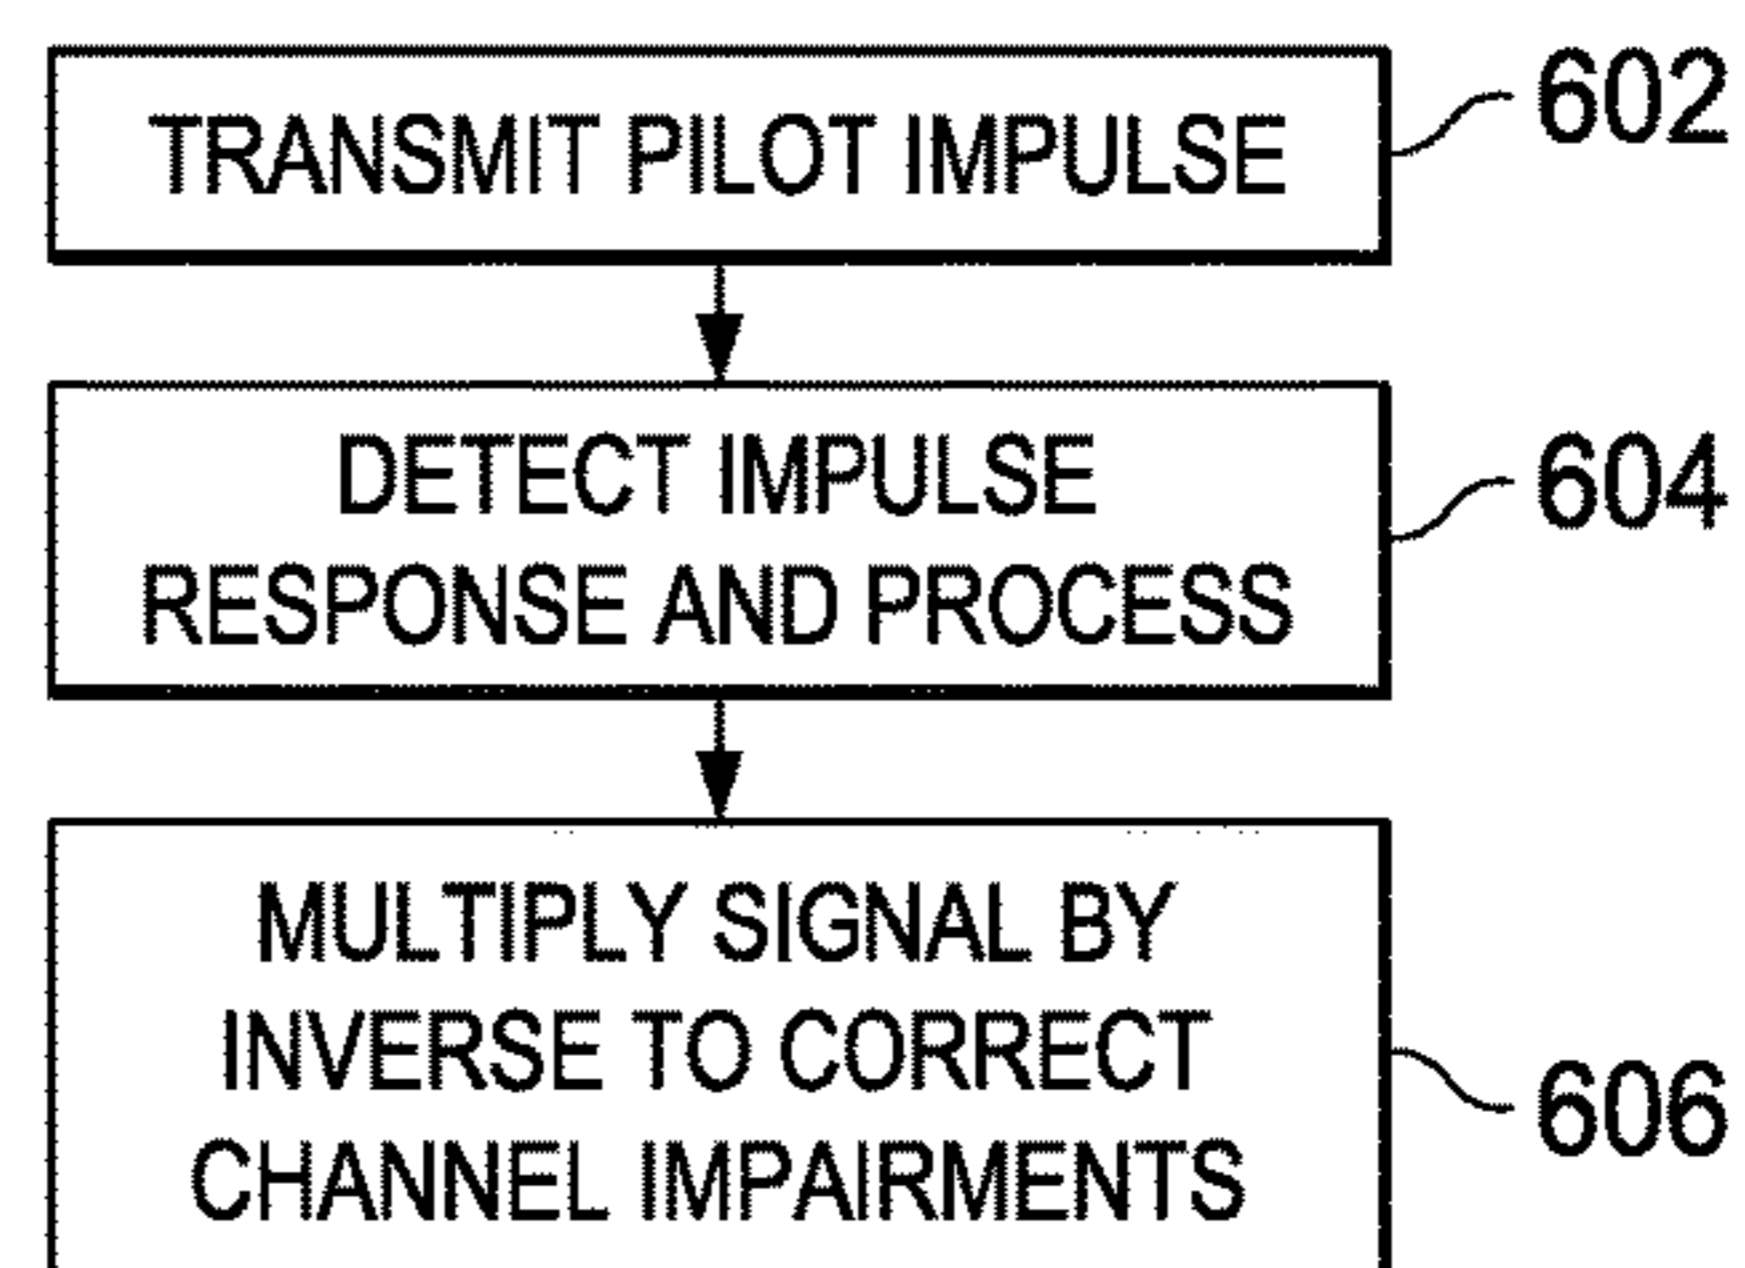 TRANSMIT PILOT IMPULSE
602
DETECT IMPULSE
RESPONSE AND PROCESS
604
MULTIPLY SIGNAL BY
INVERSE TO CORRECT
CHANNEL IMPAIRMENTS
606